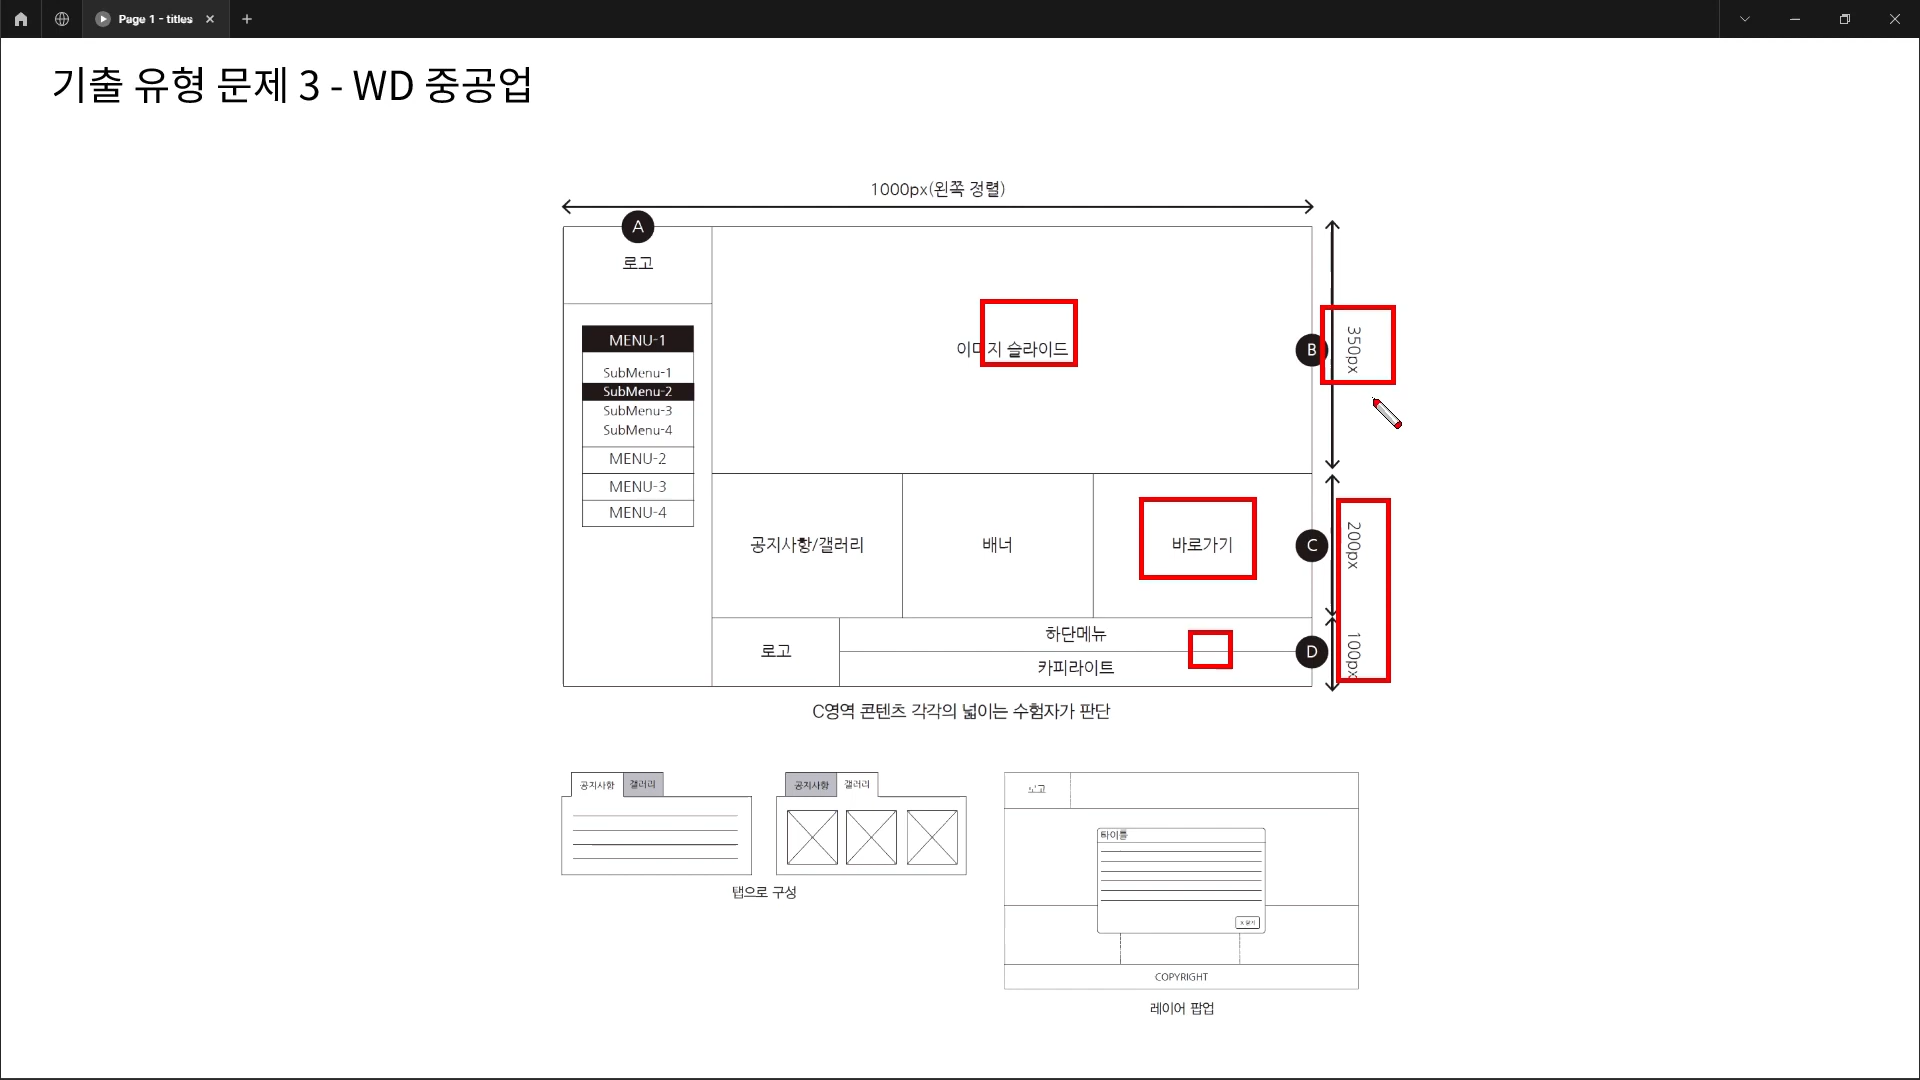 Page 1 - titles
기출 유형 문제 3 - WD 중공업
1000px(왼쪽 정렬)
A
로고
MENU-1
SubMenu-1
SubMenu-2
SubMenu-3
SubMenu-4
MENU-2
MENU-3
MENU-4
이미지 슬라이드
B
350px
공지사항/갤러리
배너
바로가기
C
200px
로고
하단메뉴
카피라이트
D
100px
C영역 콘텐츠 각각의 넓이는 수험자가 판단
공지사항 갤러리
공지사항 갤러리
탭으로 구성
로고
타이틀
X 닫기
COPYRIGHT
레이어 팝업